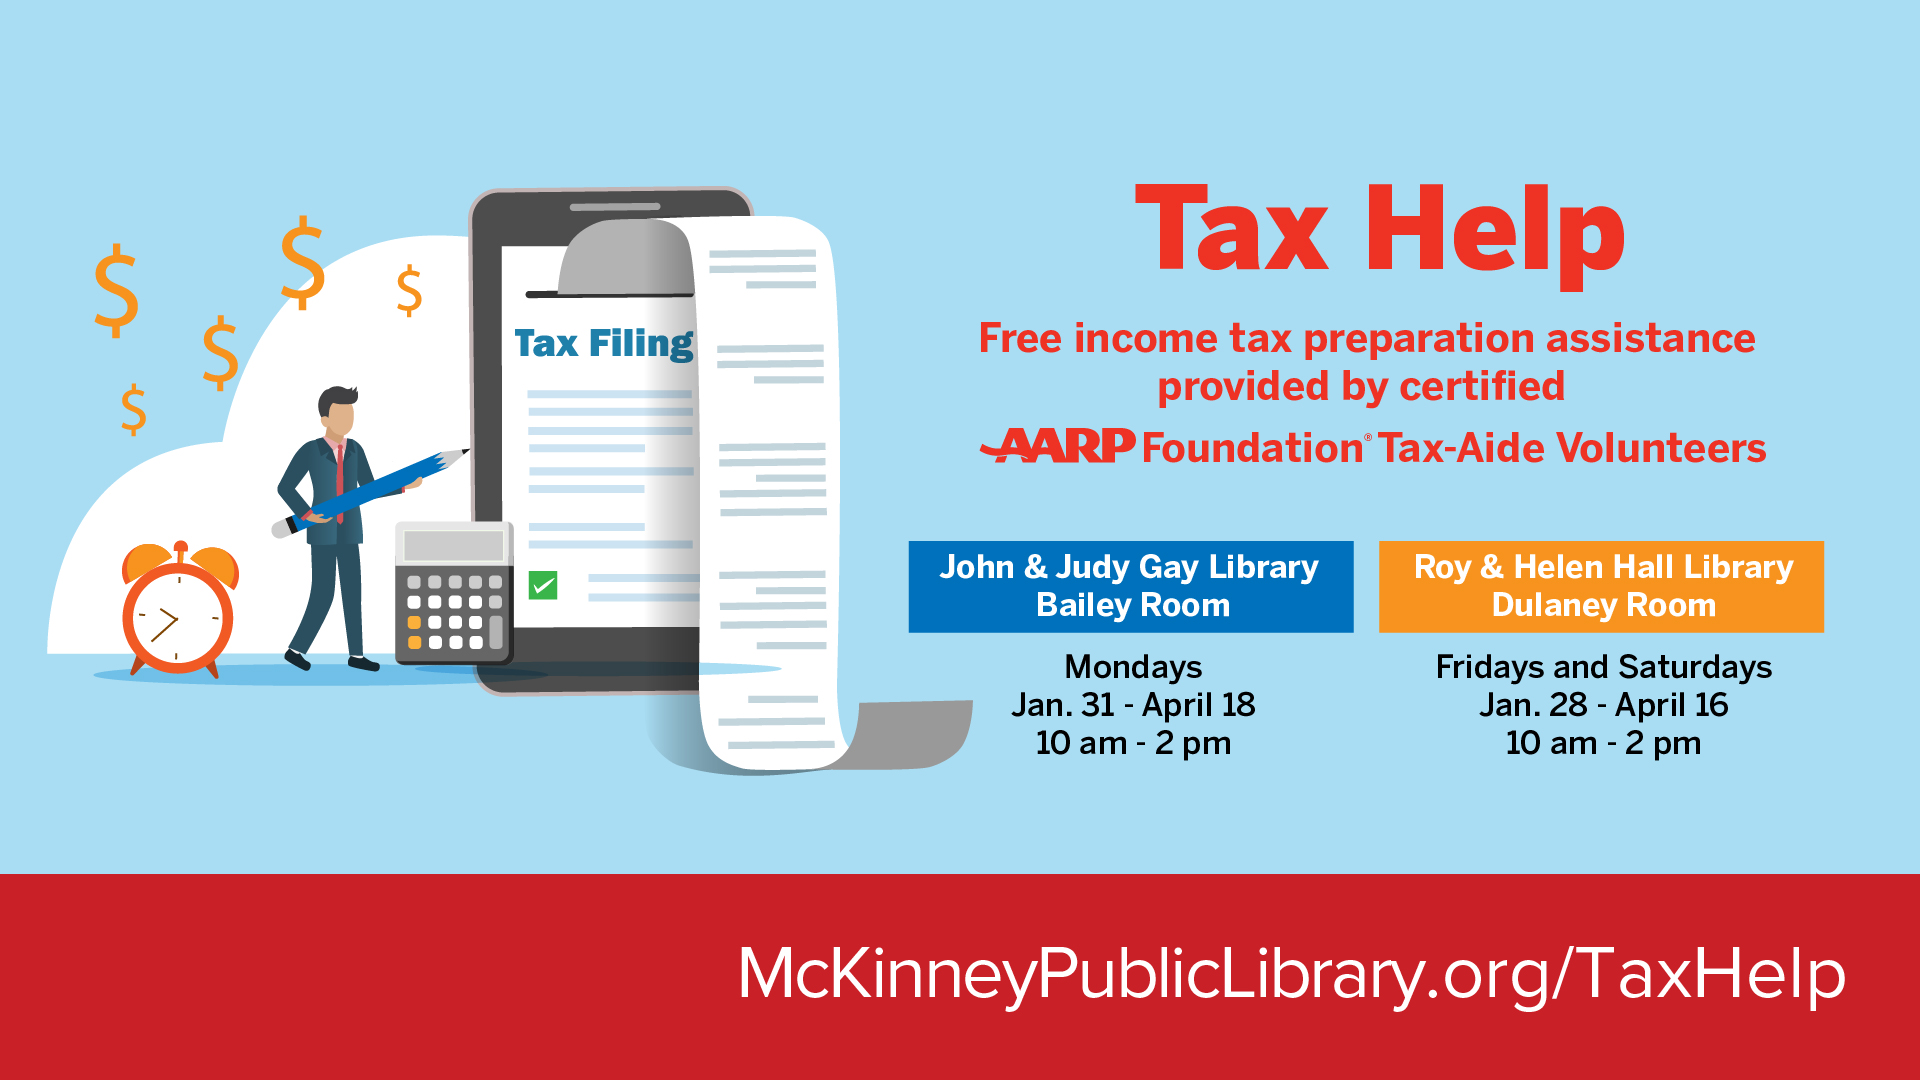 $
$
$
$
$
Tax Filing
Tax Help
Free income tax preparation assistance
provided by certified
AARP Foundation® Tax-Aide Volunteers
John & Judy Gay Library
Bailey Room
Mondays
Jan. 31 - April 18
10 am - 2 pm
Roy & Helen Hall Library
Dulaney Room
Fridays and Saturdays
Jan. 28 - April 16
10 am - 2 pm
McKinneyPublicLibrary.org/TaxHelp